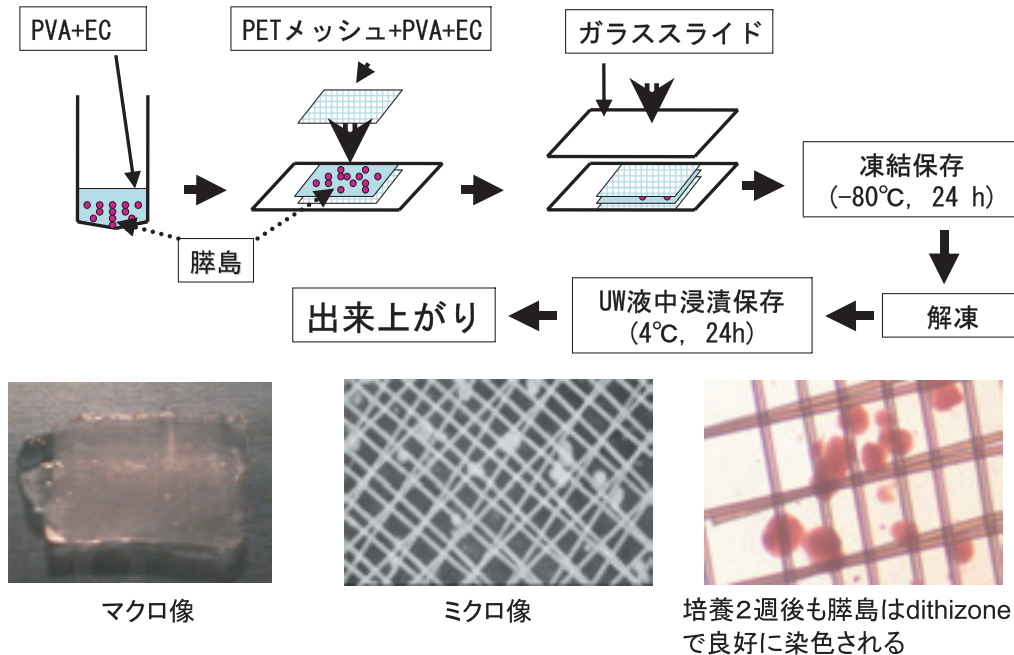 PVA+EC
PETメッシュ+PVA+EC
ガラススライド
膵島
凍結保存
(-80℃, 24 h)
解凍
UW液中浸漬保存
(4℃, 24h)
出来上がり
マクロ像
ミクロ像
培養2週後も膵島はdithizone
で良好に染色される